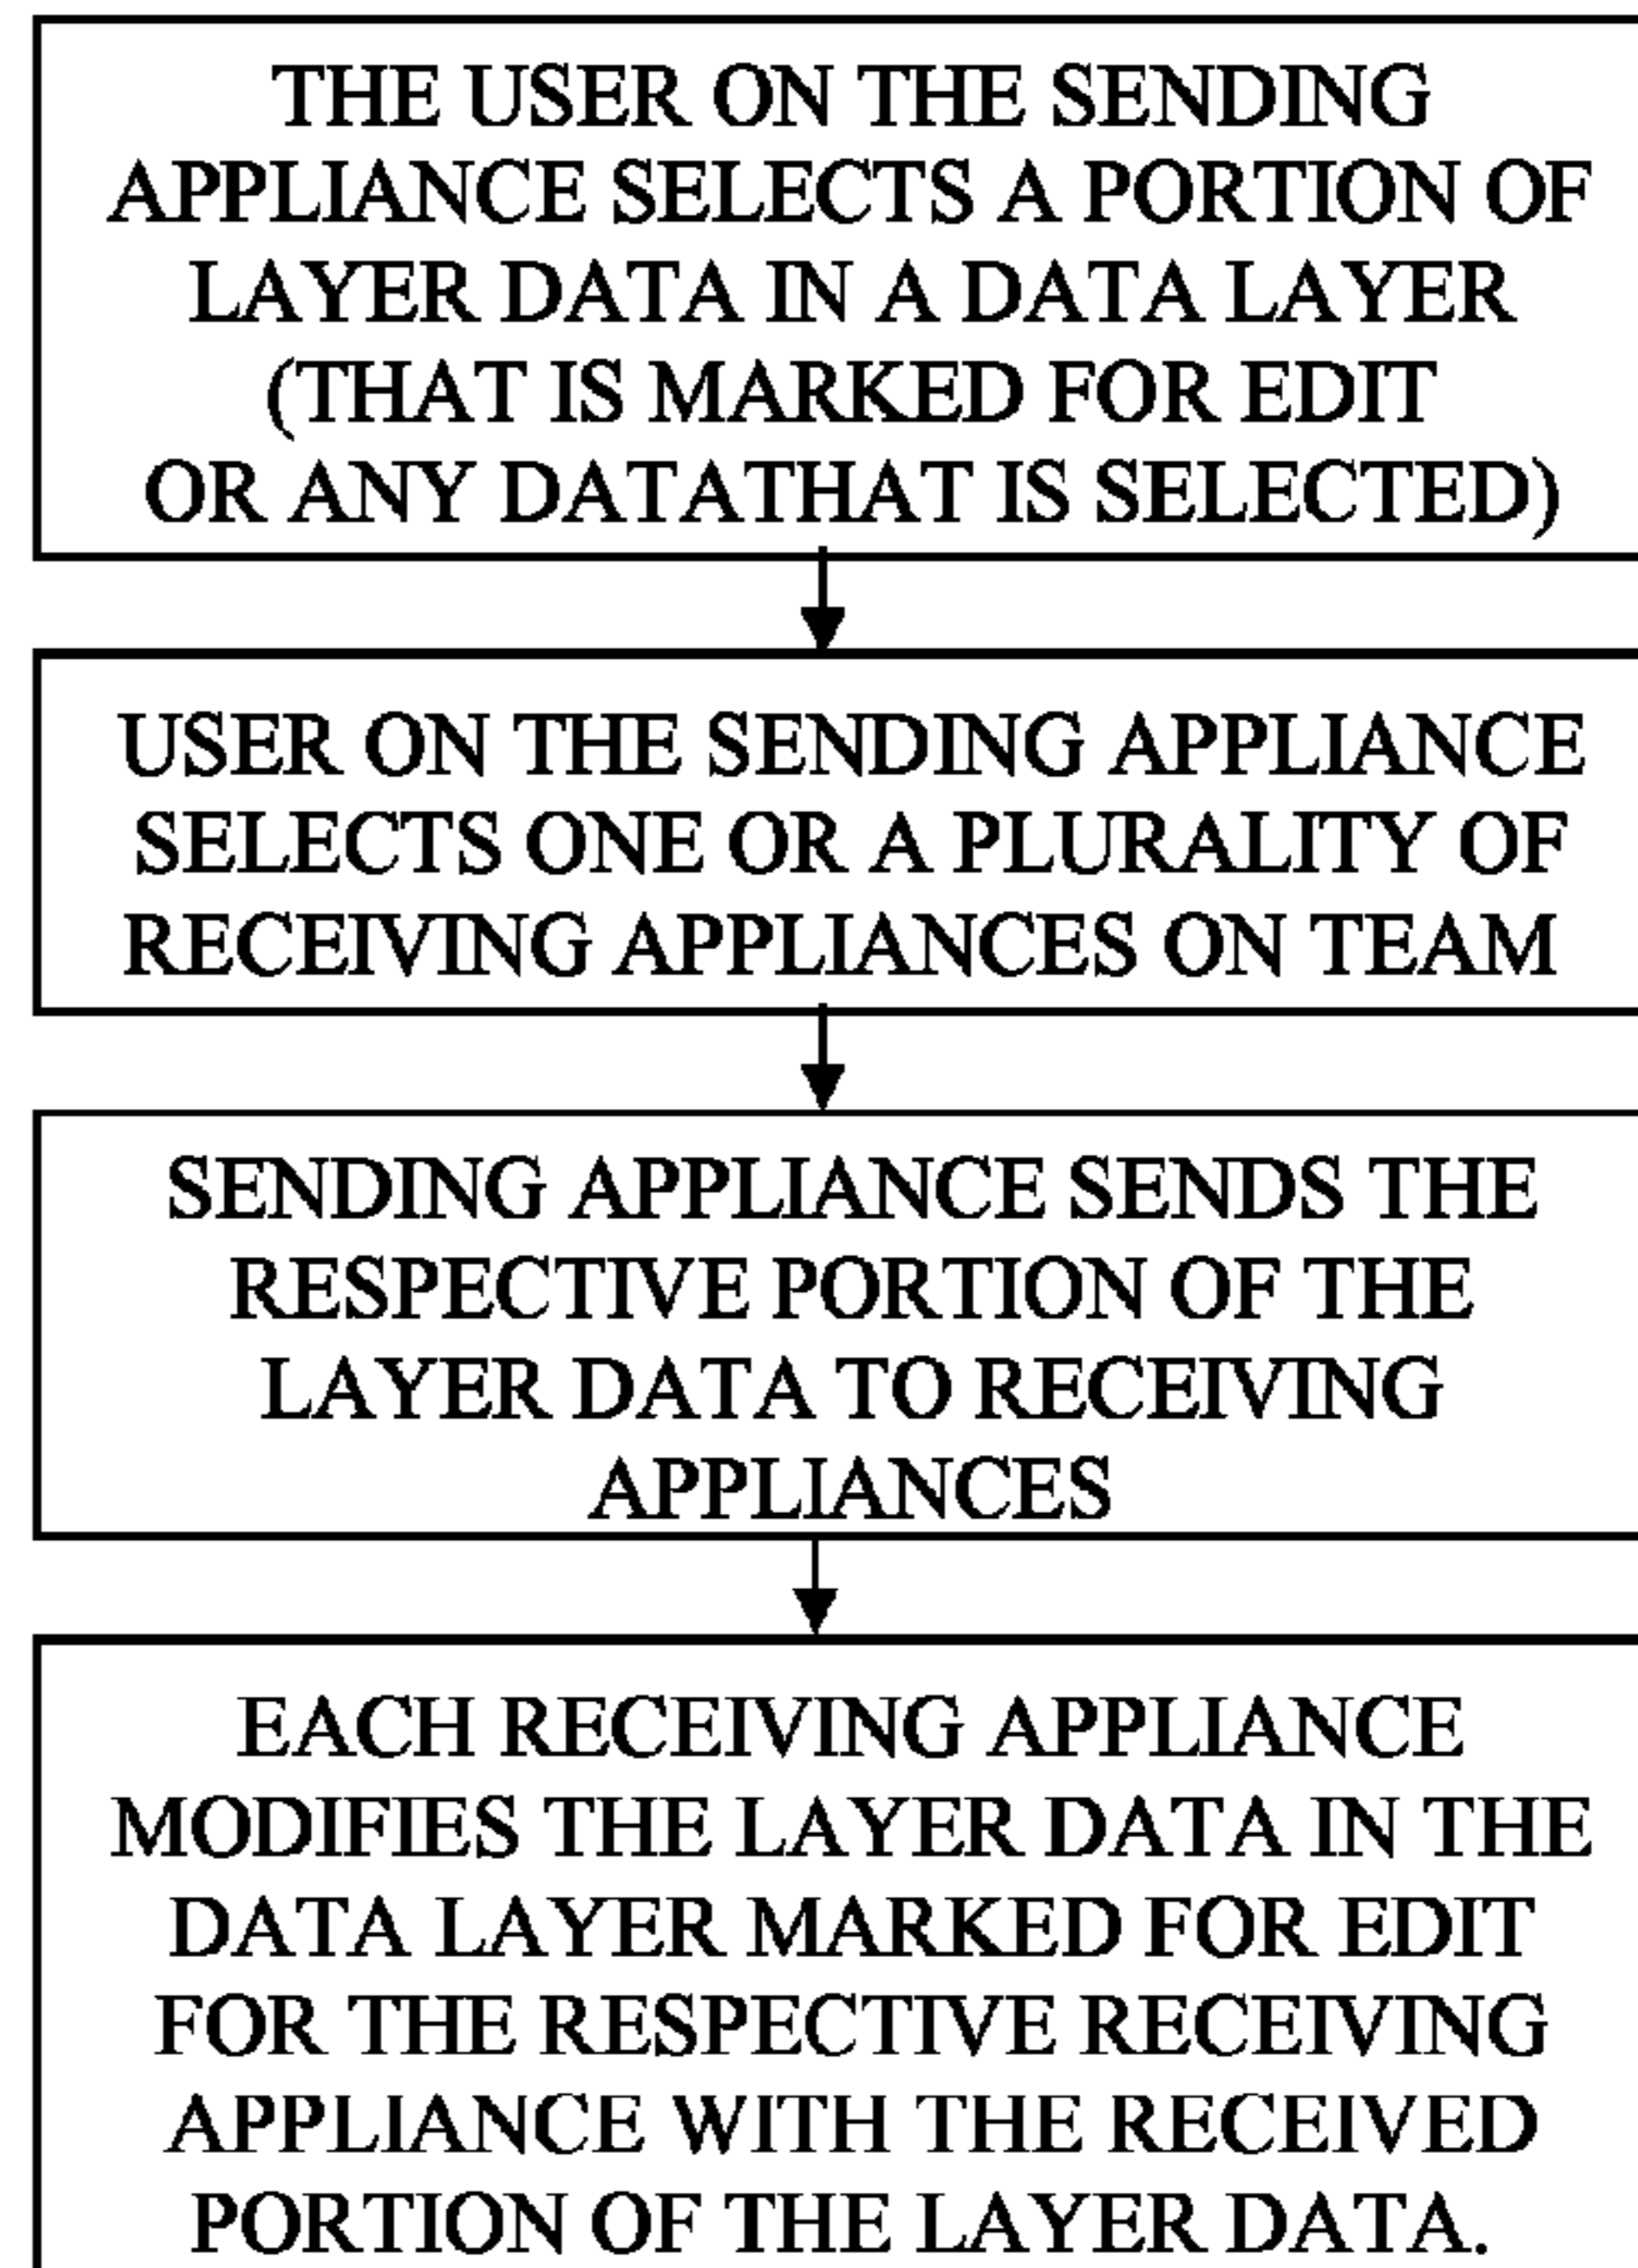 THE USER ON THE SENDING
APPLIANCE SELECTS A PORTION OF
LAYER DATA IN A DATA LAYER
(THAT IS MARKED FOR EDIT
OR ANY DATATHAT IS SELECTED)
USER ON THE SENDING APPLIANCE
SELECTS ONE OR A PLURALITY OF
RECEIVING APPLIANCES ON TEAM
SENDING APPLIANCE SENDS THE
RESPECTIVE PORTION OF THE
LAYER DATA TO RECEIVING
APPLIANCES
EACH RECEIVING APPLIANCE
MODIFIES THE LAYER DATA IN THE
DATA LAYER MARKED FOR EDIT
FOR THE RESPECTIVE RECEIVING
APPLIANCE WITH THE RECEIVED
PORTION OF THE LAYER DATA.